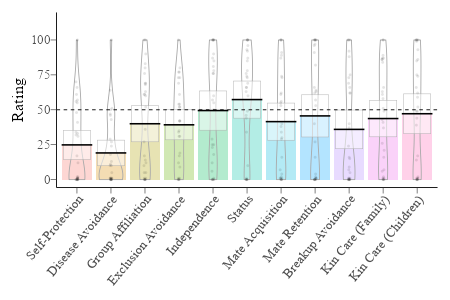 Rating
100
75
50
25
0
Self-Protection
Disease Avoidance
Group Affiliation
Exclusion Avoidance
Independence
Status
Mate Acquisition
Mate Retention
Breakup Avoidance
Kin Care (Family)
Kin Care (Children)